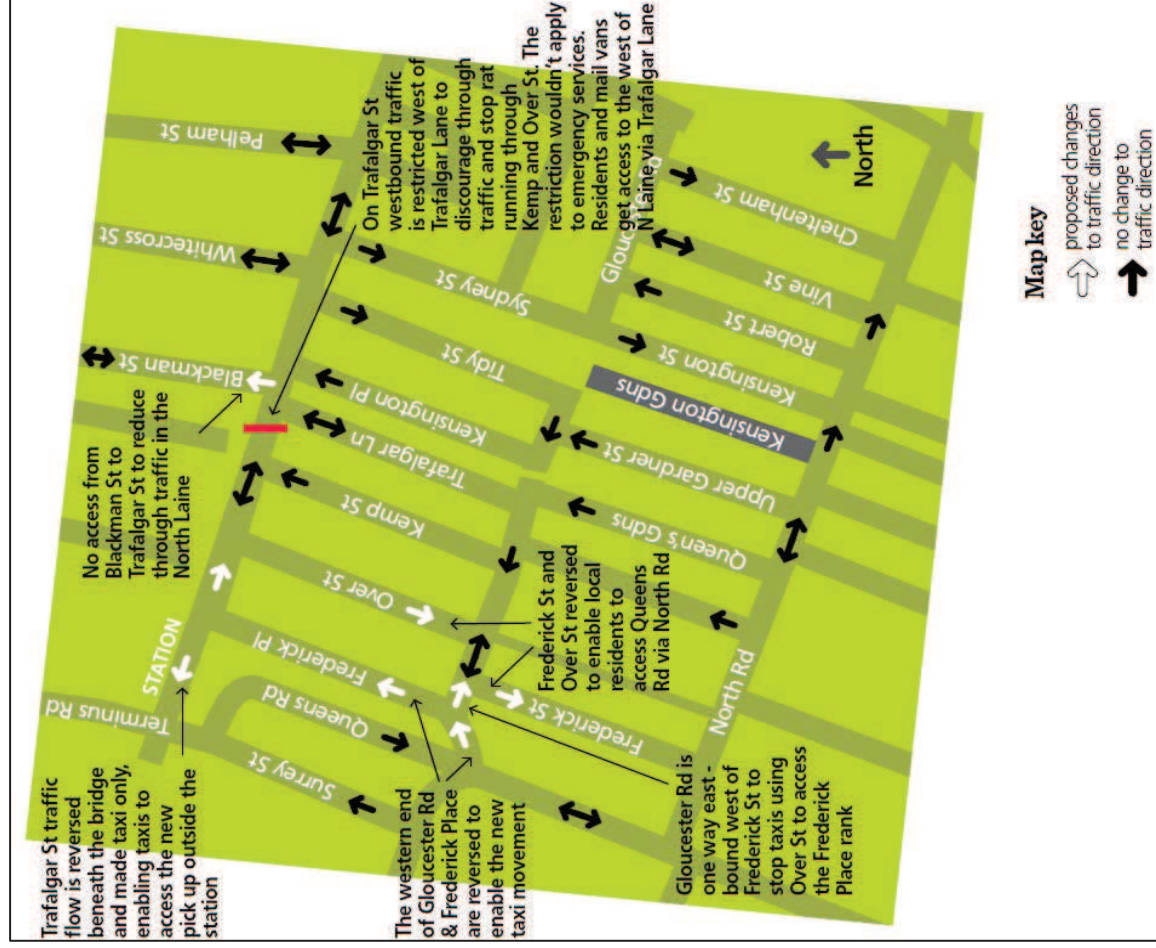 Trafalgar St traffic
flow is reversed
beneath the bridge
and made taxi only,
enabling taxis to
access the new
pick up outside the
station
The western end
of Gloucester Rd
& Frederick Place
are reversed to
enable the new
taxi movement
Gloucester Rd is
one way east -
bound west of
Frederick St to
stop taxis using
Over St to access
the Frederick
Place rank
No access from
Blackman St to
Trafalgar St to reduce
through traffic in the
North Laine
Frederick St and
Over St reversed
to enable local
residents to
access Queens
Rd via North Rd
On Trafalgar St
westbound traffic
is restricted west of
Trafalgar Lane to
discourage through
traffic and stop rat
running through
Kemp and Over St. The
restriction wouldn't apply
to emergency services.
Residents and mail vans
get access to the west of
N Laine via Trafalgar Lane
Terminus Rd
STATION
Blackman St
Whitecross St
Pelham St
Surrey St
Queens Rd
Frederick Pl
Over St
Kemp St
Trafalgar Ln
Kensington Pl
Tidy St
Sydney St
Gloucester Rd
Frederick St
Queen's Gdns
Upper Gardner St
Kensington Gdns
Kensington St
Robert St
Vine St
Cheltenham St
North Rd
North
Map key
proposed changes
to traffic direction
no change to
traffic direction